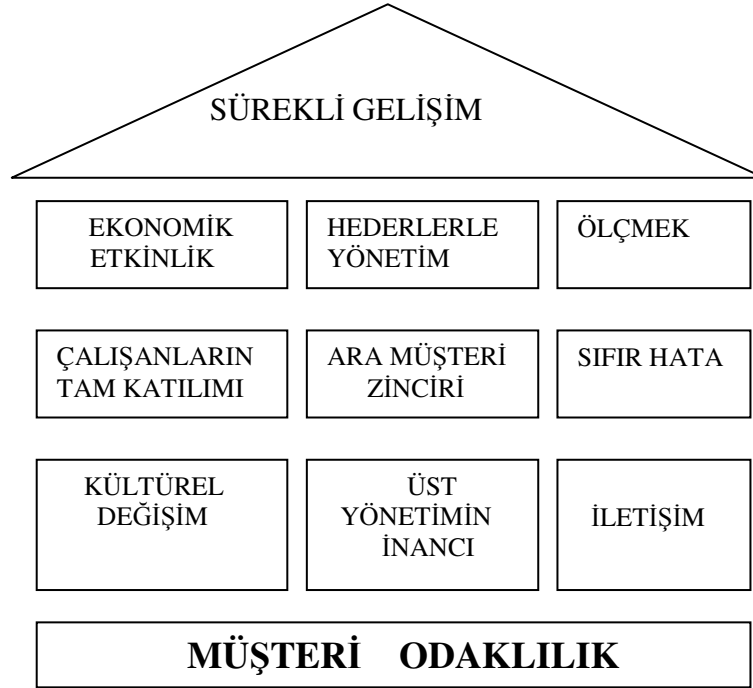 SÜREKLİ GELİŞİM
EKONOMİK
ETKİNLİK
HEDERLERLE
YÖNETİM
ÖLÇMEK
ÇALIŞANLARIN
TAM KATILIMI
ARA MÜŞTERİ
ZİNCİRİ
SIFIR HATA
KÜLTÜREL
DEĞİŞİM
ÜST
YÖNETİMİN
İNANCI
İLETİŞİM
MÜŞTERİ ODAKLILIK